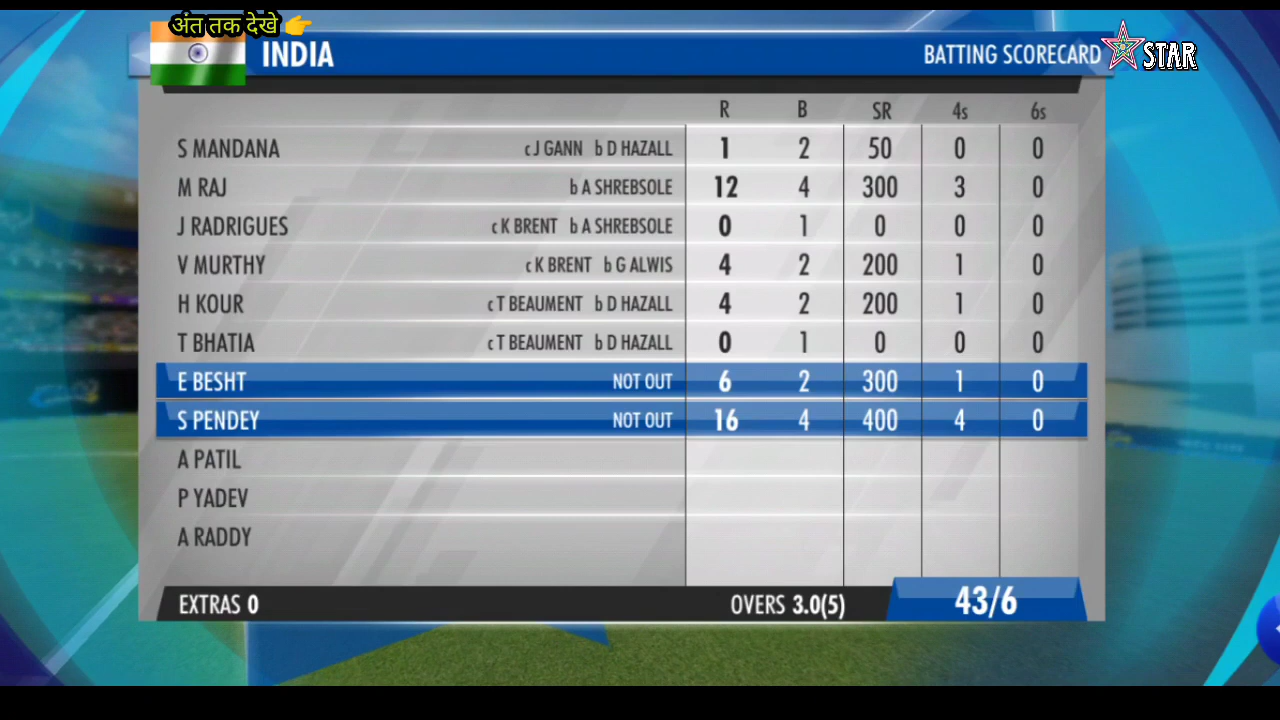 अंत तक देखे 👉
INDIA BATTING SCORECARD STAR
R B SR 4s 6s
S MANDANA c J GANN b D HAZALL 1 2 50 0 0
M RAJ b A SHREBSOLE 12 4 300 3 0
J RADRIGUES c K BRENT b A SHREBSOLE 0 1 0 0 0
V MURTHY c K BRENT b G ALWIS 4 2 200 1 0
H KOUR c T BEAUMENT b D HAZALL 4 2 200 1 0
T BHATIA c T BEAUMENT b D HAZALL 0 1 0 0 0
E BESHT NOT OUT 6 2 300 1 0
S PENDEY NOT OUT 16 4 400 4 0
A PATIL
P YADEV
A RADDY
EXTRAS 0 OVERS 3.0(5) 43/6